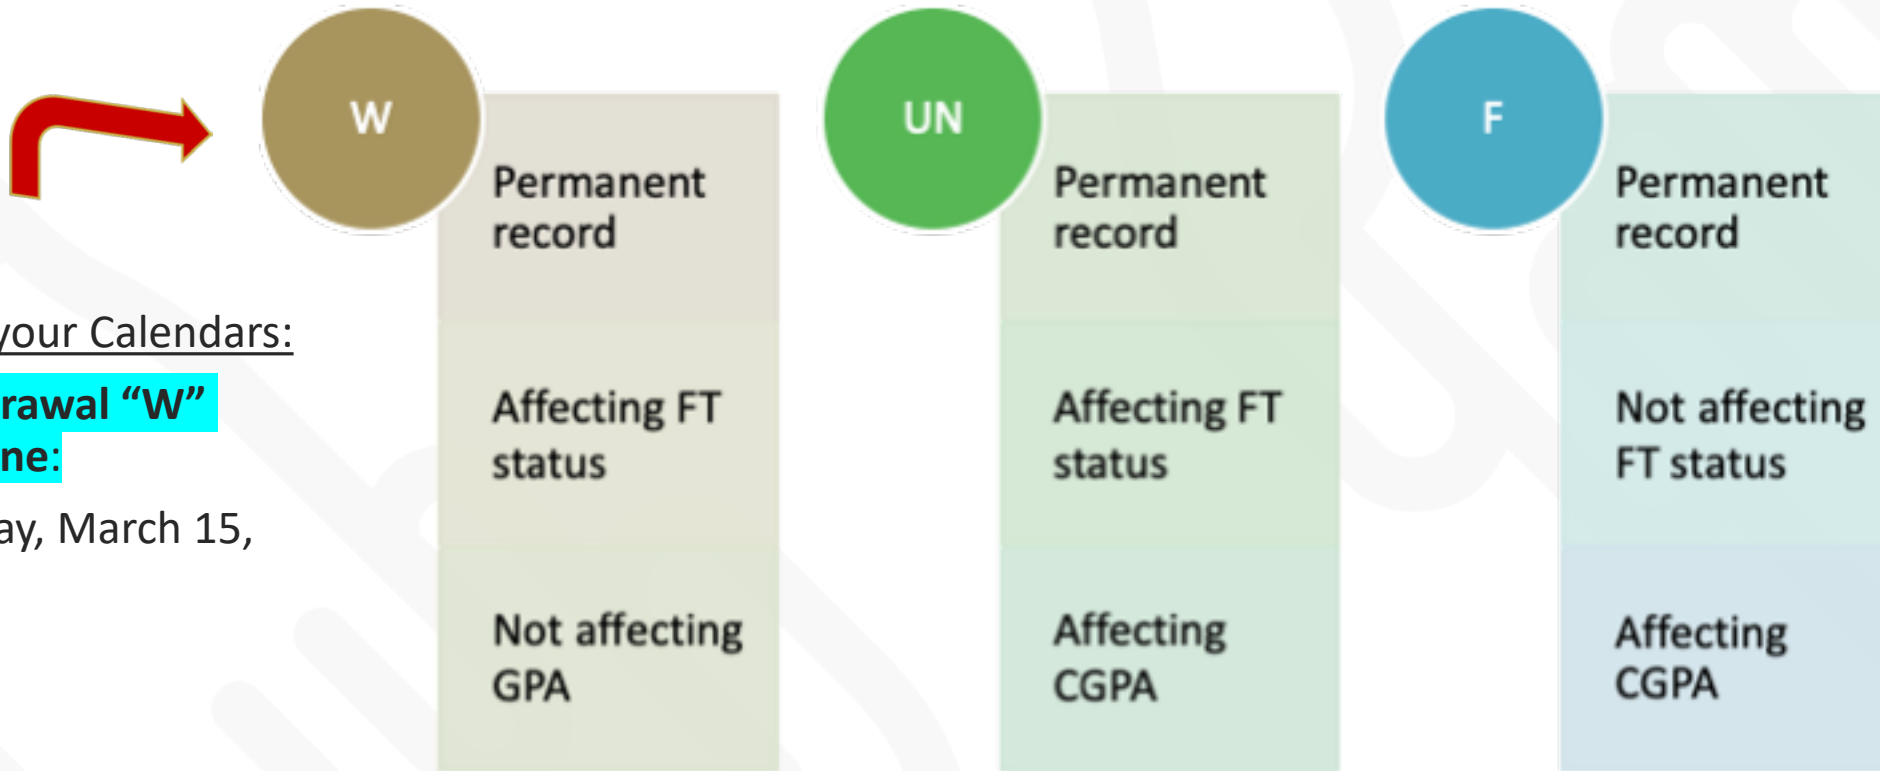 W
Permanent
record
Affecting FT
status
Not affecting
GPA
UN
Permanent
record
Affecting FT
status
Affecting
CGPA
F
Permanent
record
Not affecting
FT status
Affecting
CGPA
your Calendars:
rawal “W”
ne:
ay, March 15,